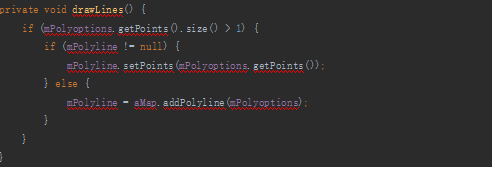 private void drawLines() {
if (mPolyoptions.getPoints().size() > 1) {
if (mPolyline != null) {
mPolyline.setPoints(mPolyoptions.getPoints());
} else {
mPolyline = aMap.addPolyline(mPolyoptions);
}
}
}